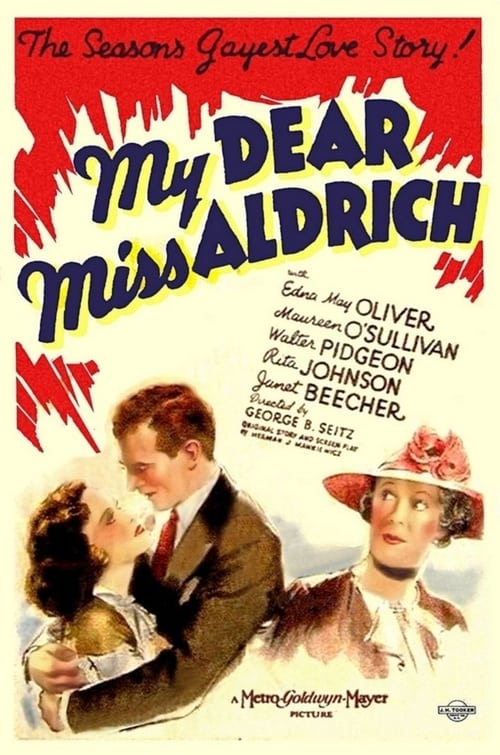 The Seasons Gayest Love Story!
My DEAR
Miss ALDRICH
with
Edna May OLIVER
Maureen O'SULLIVAN
Walter PIDGEON
Rita JOHNSON
Janet BEECHER
Directed by
GEORGE B. SEITZ
ORIGINAL STORY AND SCREEN PLAY
BY HERMAN J MANKIEWICZ
A Metro-Goldwyn-Mayer
PICTURE
J.H. TOOKER